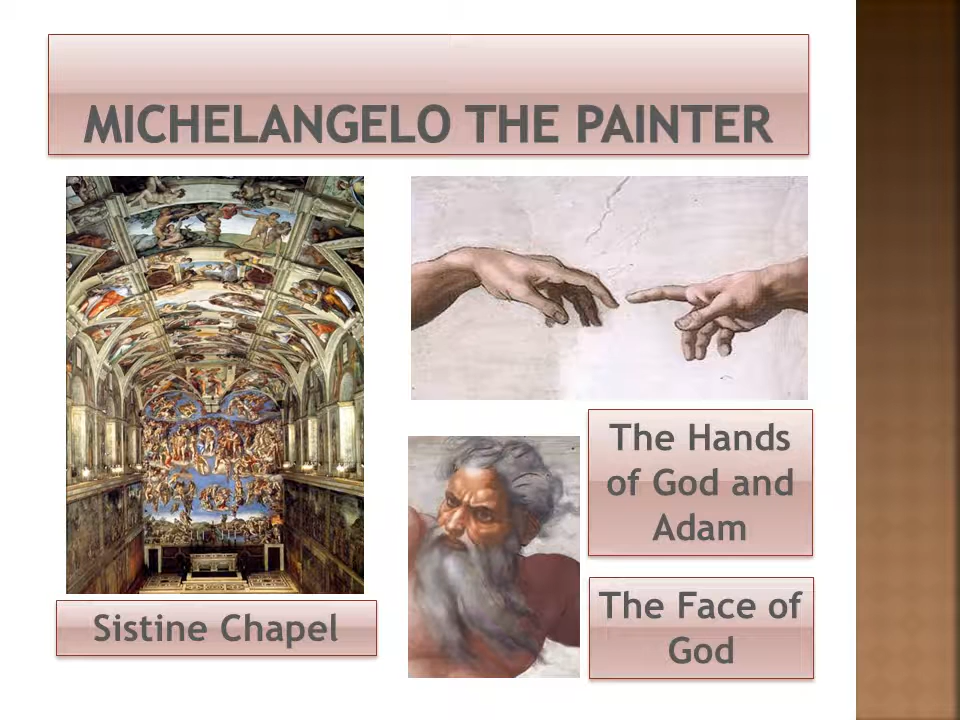 MICHELANGELO THE PAINTER
The Hands
of God and
Adam
The Face of
God
Sistine Chapel